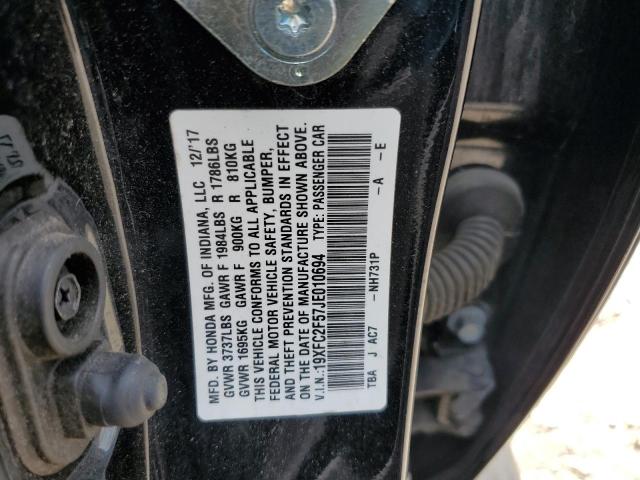 MFD. BY HONDA MFG. OF INDIANA, LLC 12/'17
GVWR 3737LBS GAWR F 1984LBS R 1786LBS
GVWR 1695KG GAWR F 900KG R 810KG
THIS VEHICLE CONFORMS TO ALL APPLICABLE
FEDERAL MOTOR VEHICLE SAFETY, BUMPER,
AND THEFT PREVENTION STANDARDS IN EFFECT
ON THE DATE OF MANUFACTURE SHOWN ABOVE.
V.I.N.:19XFC2F57JE010694 TYPE: PASSENGER CAR
TBA J AC7 -NH731P -A -E